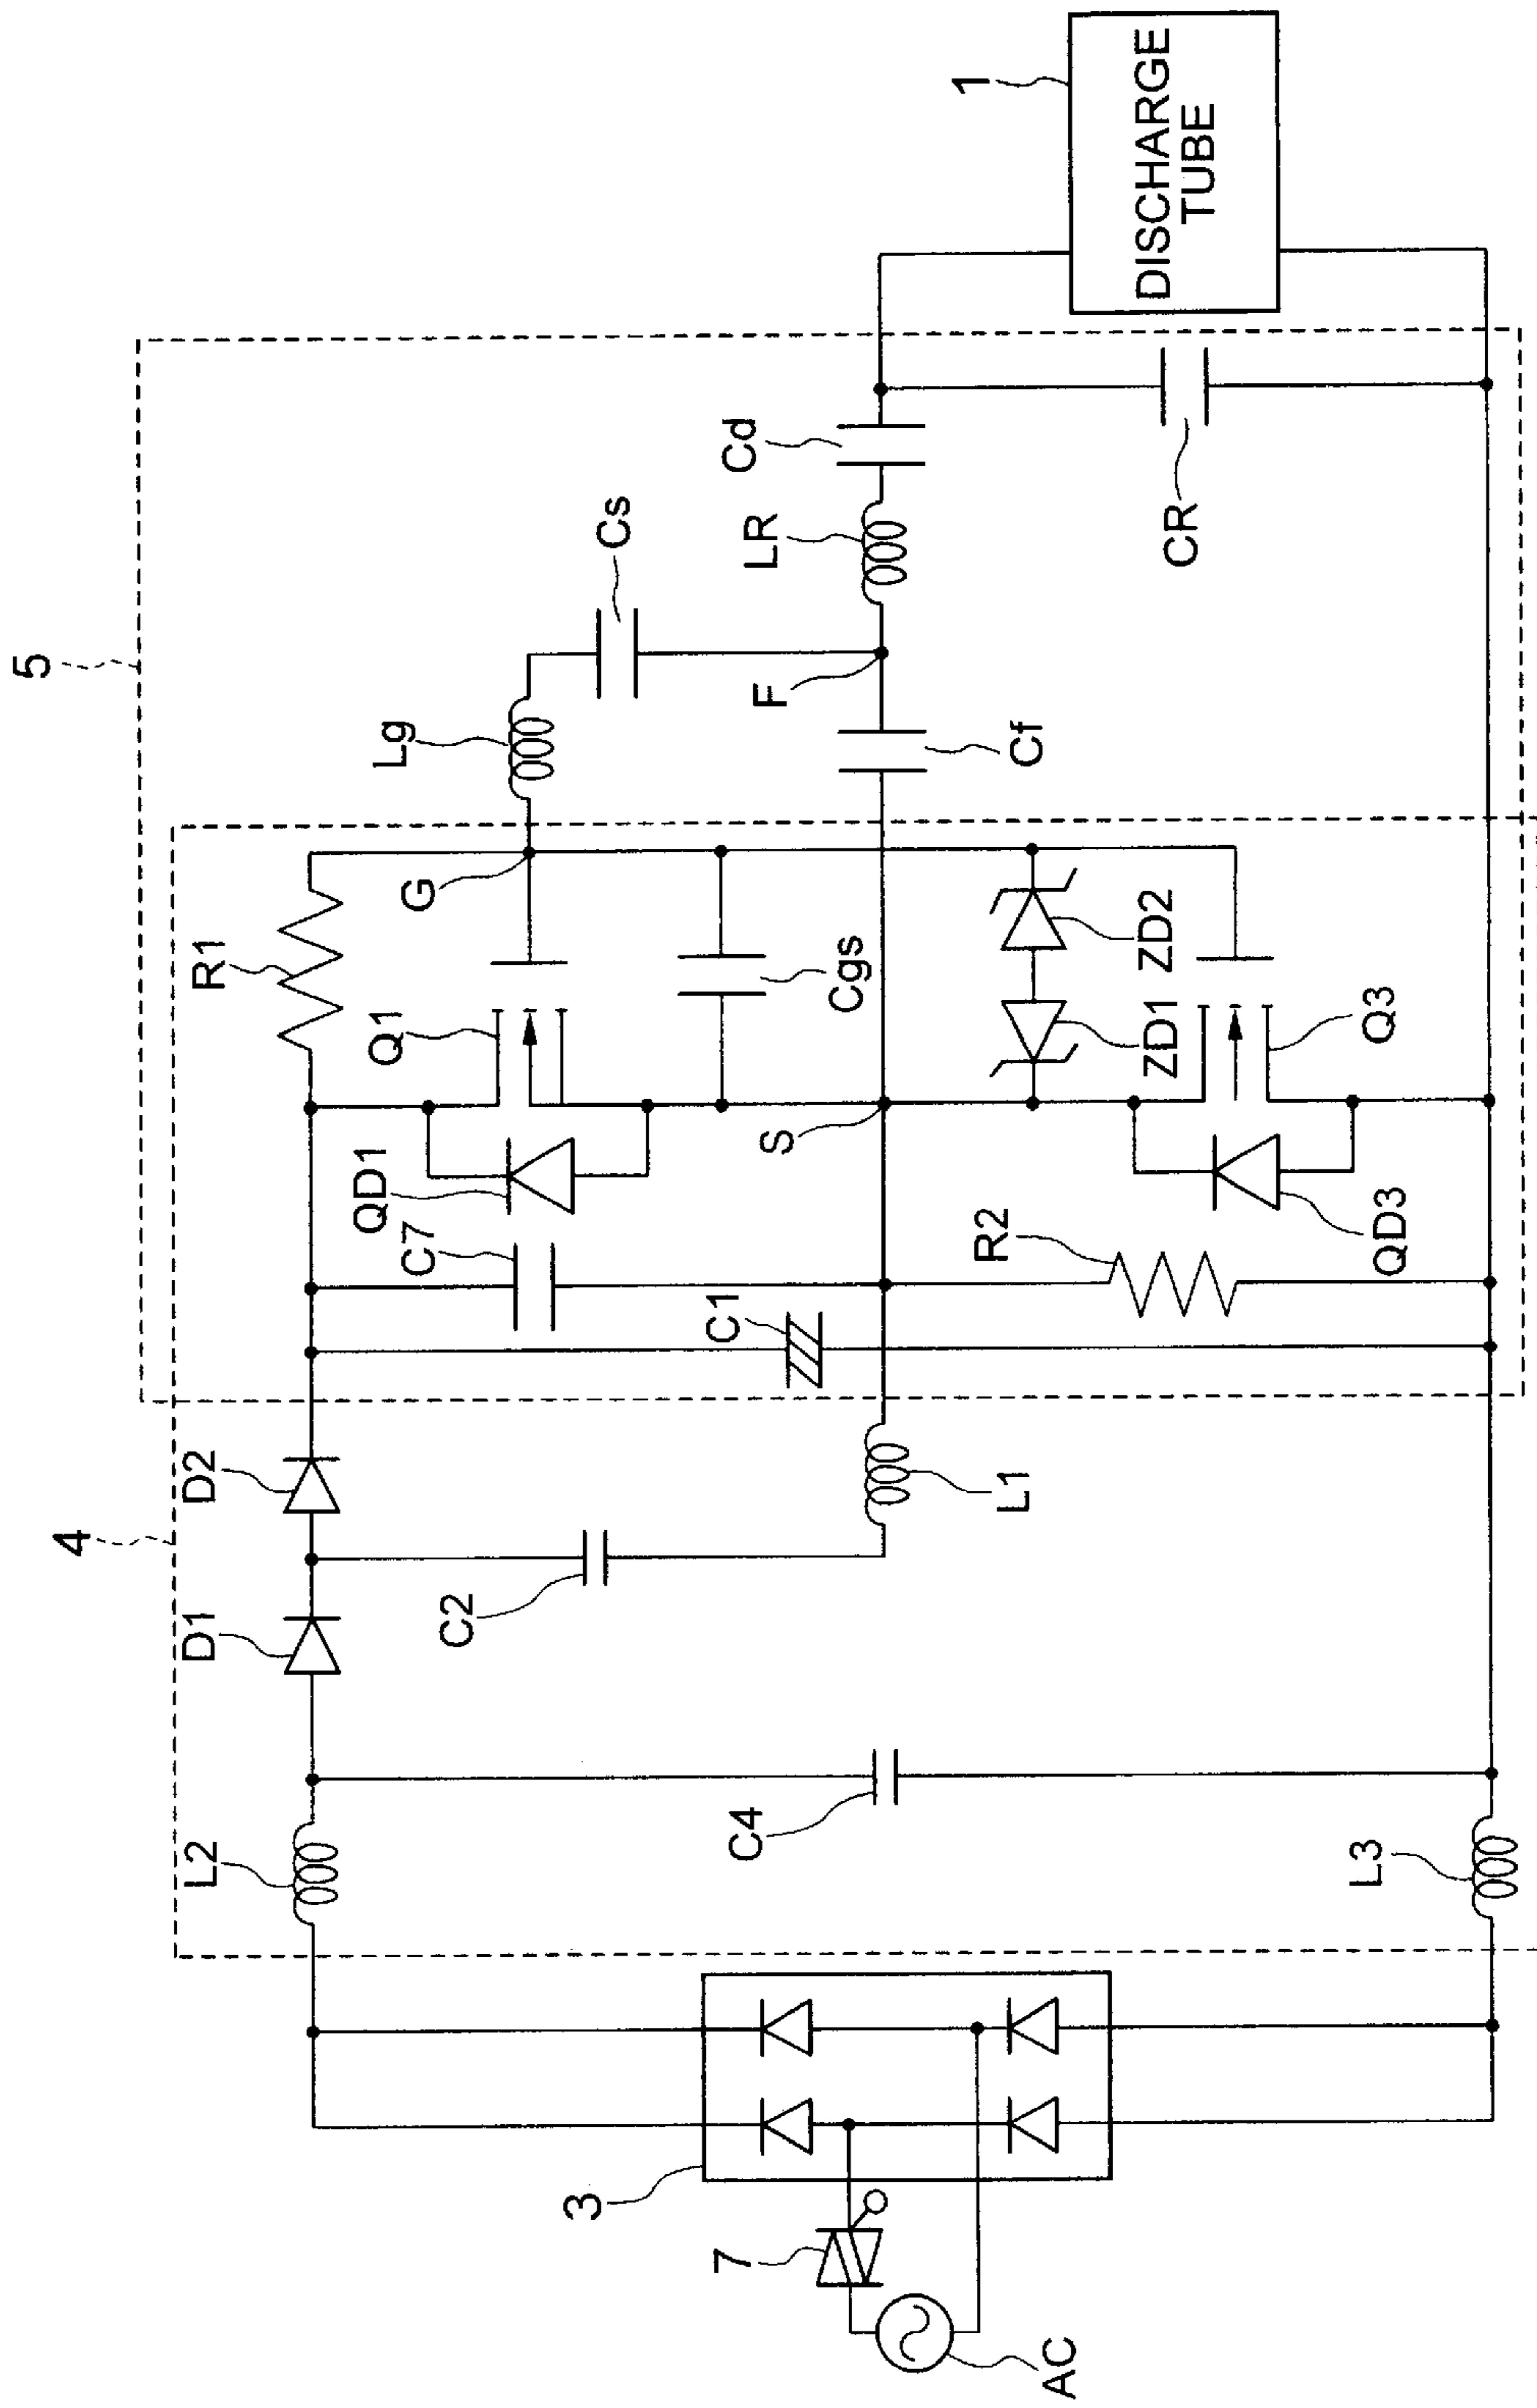 5
4
Lg
Cs
R1
G
Q1
QD1
C7
D2
D1
C2
L2
Cgs
S
F
LR
Cd
Cf
C1
L1
ZD2
ZD1
R2
Q3
QD3
CR
C4
L3
3
7
AC
1
DISCHARGE
TUBE